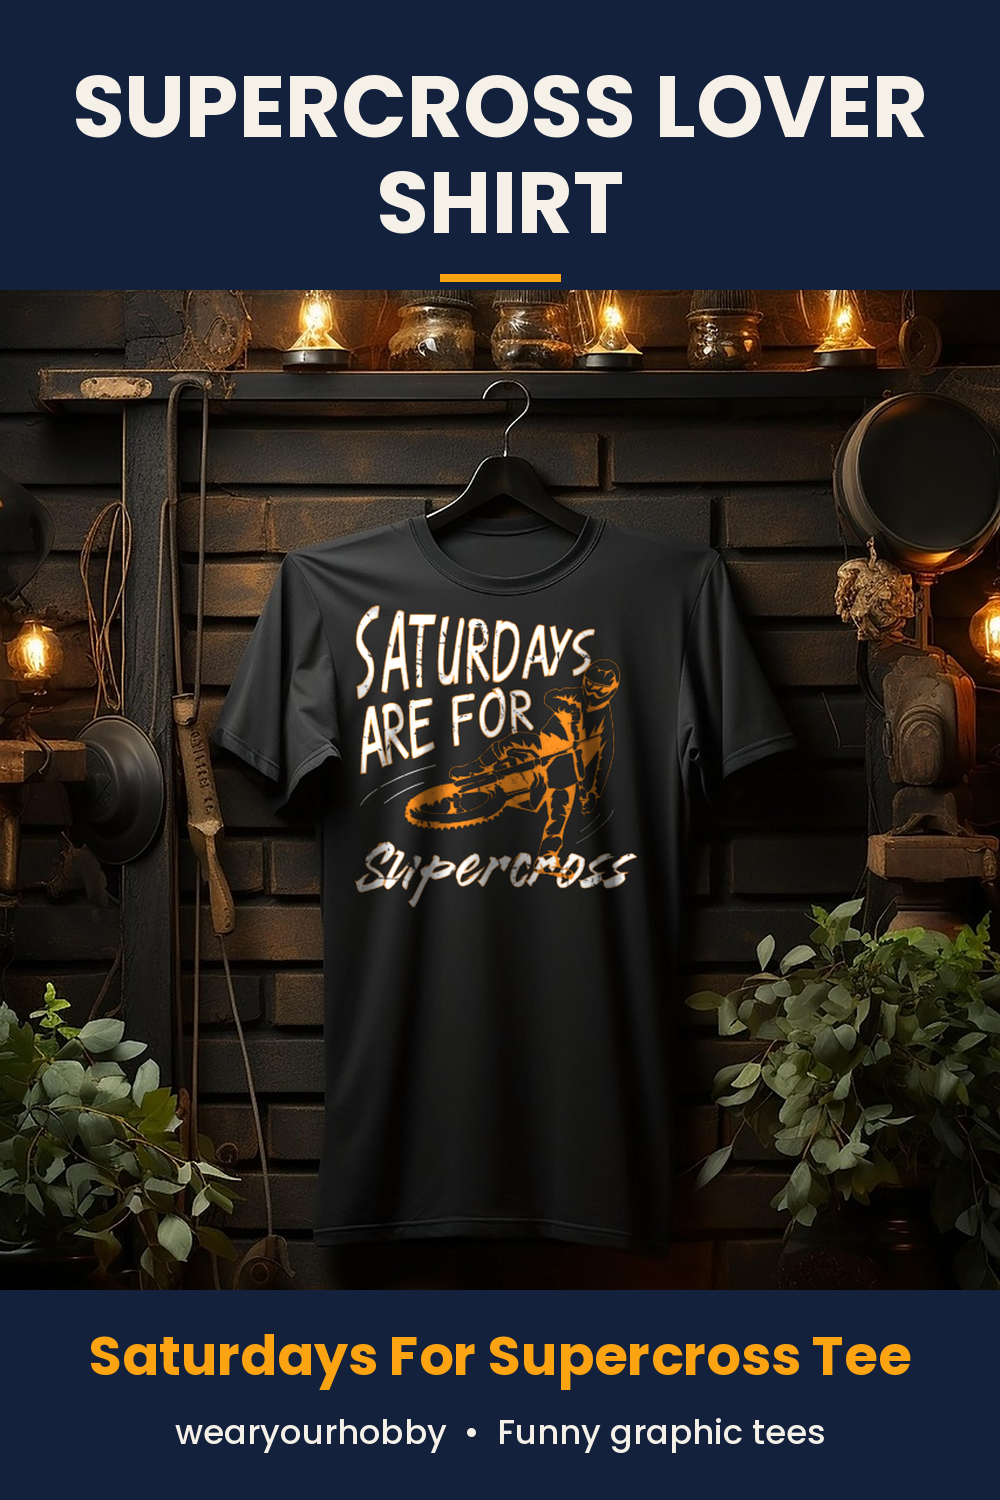 SUPERCROSS LOVER
SHIRT
SATURDAYS
ARE FOR
Supercross
Saturdays For Supercross Tee
wearyourhobby • Funny graphic tees